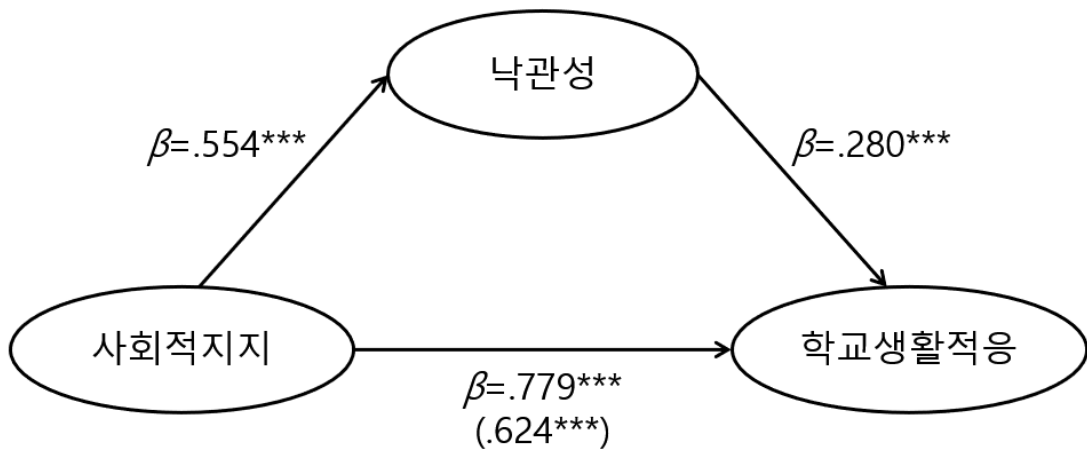 낙관성
β=.554***
β=.280***
사회적지지
학교생활적응
β=.779***
(.624***)